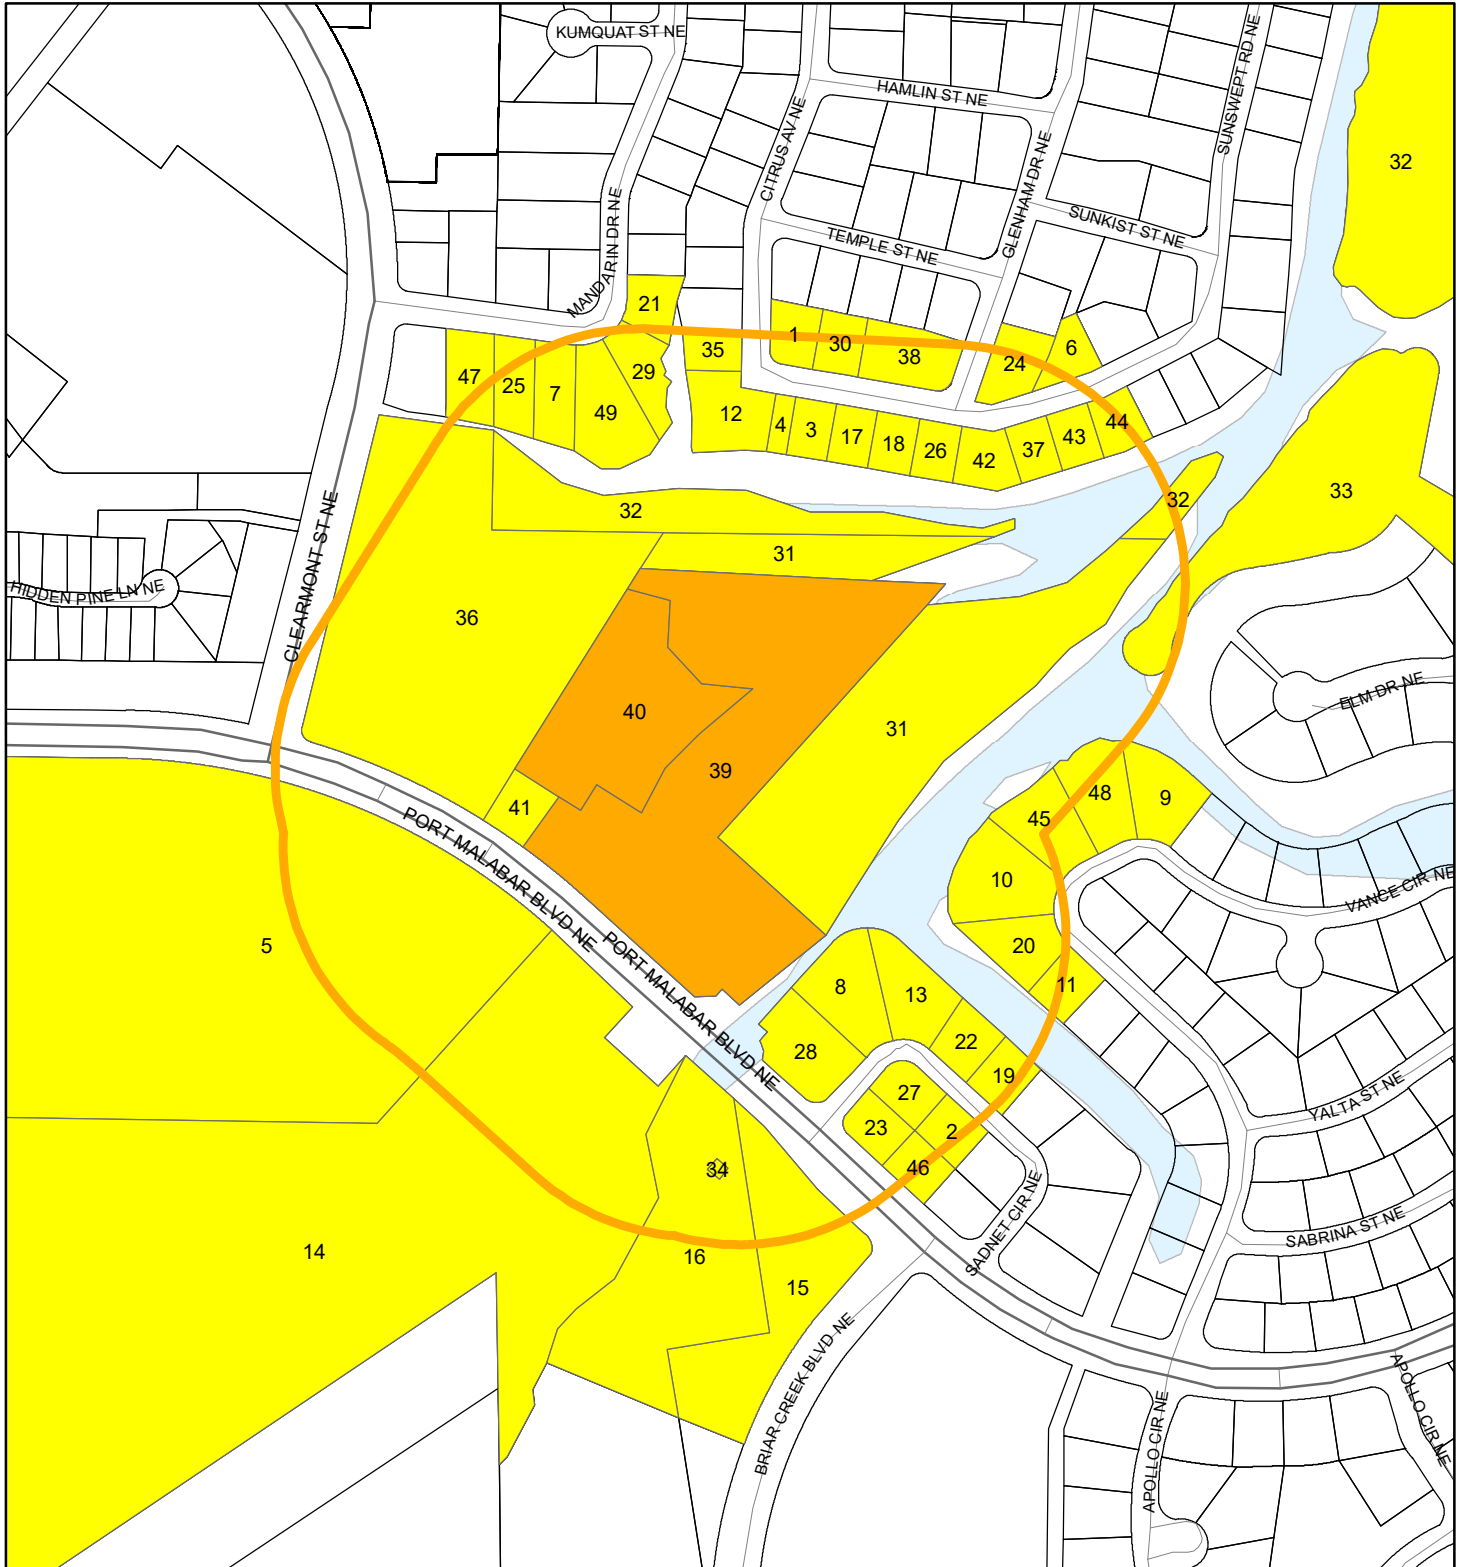 KUMQUAT ST NE
HAMLIN ST NE
SUNSWEPT RD NE
CITRUS AV NE
GLENHAM DR NE
32
MANDARIN DR NE
SUNKIST ST NE
TEMPLE ST NE
21
1
30
38
35
24
6
47
25
7
49
29
12
4
3
17
18
26
42
37
43
44
32
32
33
31
HIDDEN PINE LN NE
CLEARMONT ST NE
36
40
39
31
ELM DR NE
41
PORT MALABAR BLVD NE
45
48
9
10
VANCE CIR NE
5
PORT MALABAR BLVD NE
20
11
8
13
28
22
19
27
23
2
46
34
YALTA ST NE
SADNET CIR NE
SABRINA ST NE
14
16
15
BRIAR CREEK BLVD NE
APOLLO CIR NE
APOLLO CIR NE